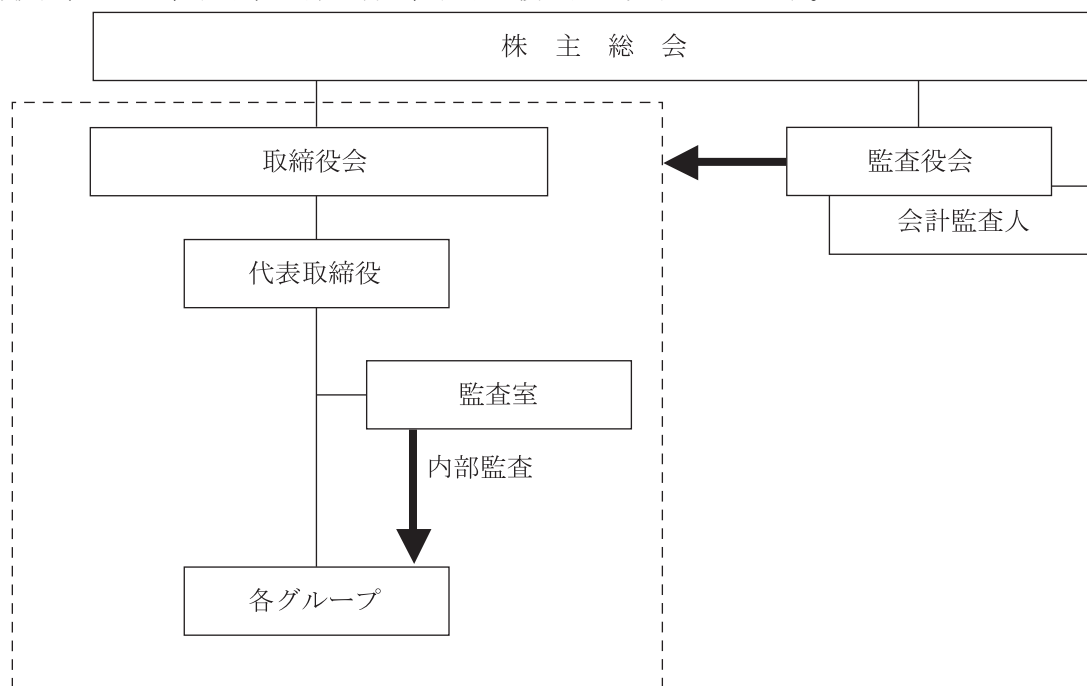 株 主 総 会
取締役会
監査役会
会計監査人
代表取締役
監査室
内部監査
各グループ